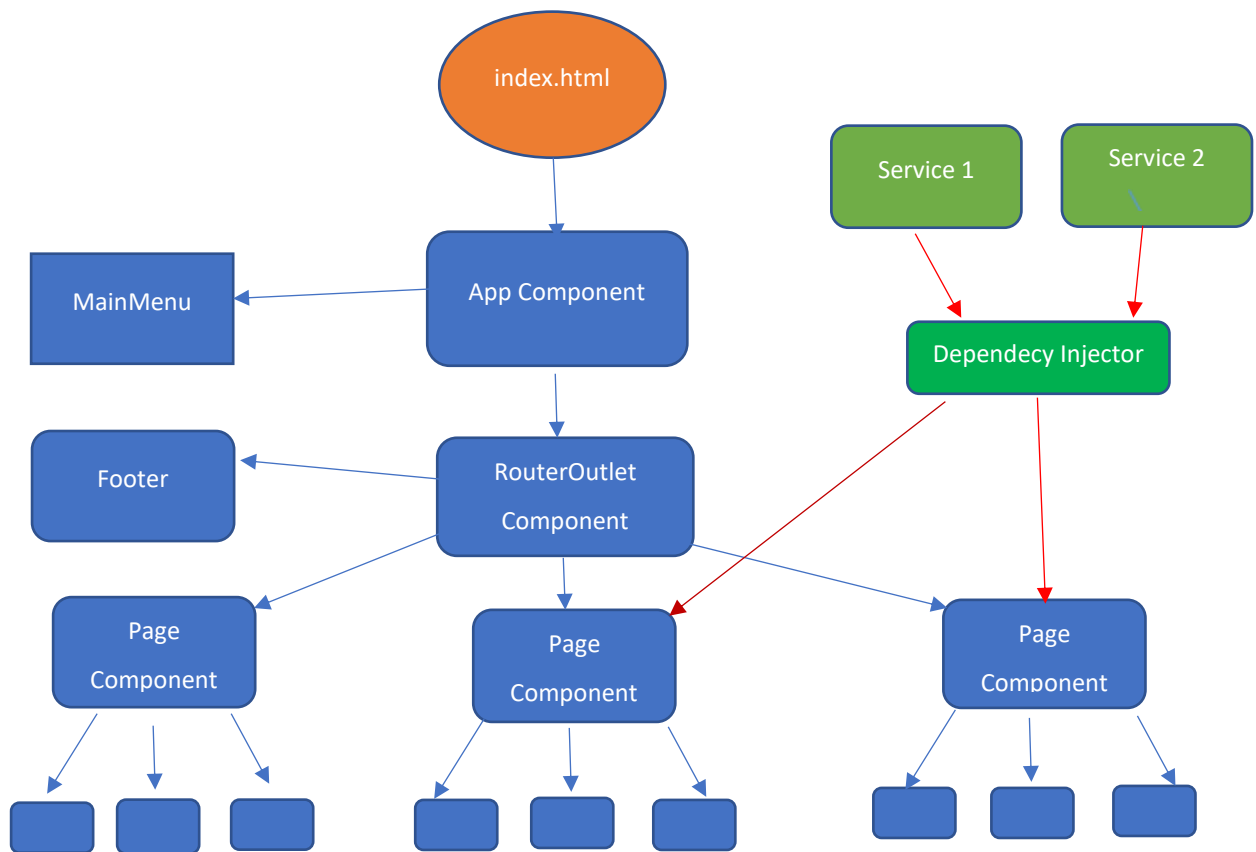 index.html
Service 1
Service 2
MainMenu
App Component
Dependecy Injector
Footer
RouterOutlet
Component
Page
Component
Page
Component
Page
Component